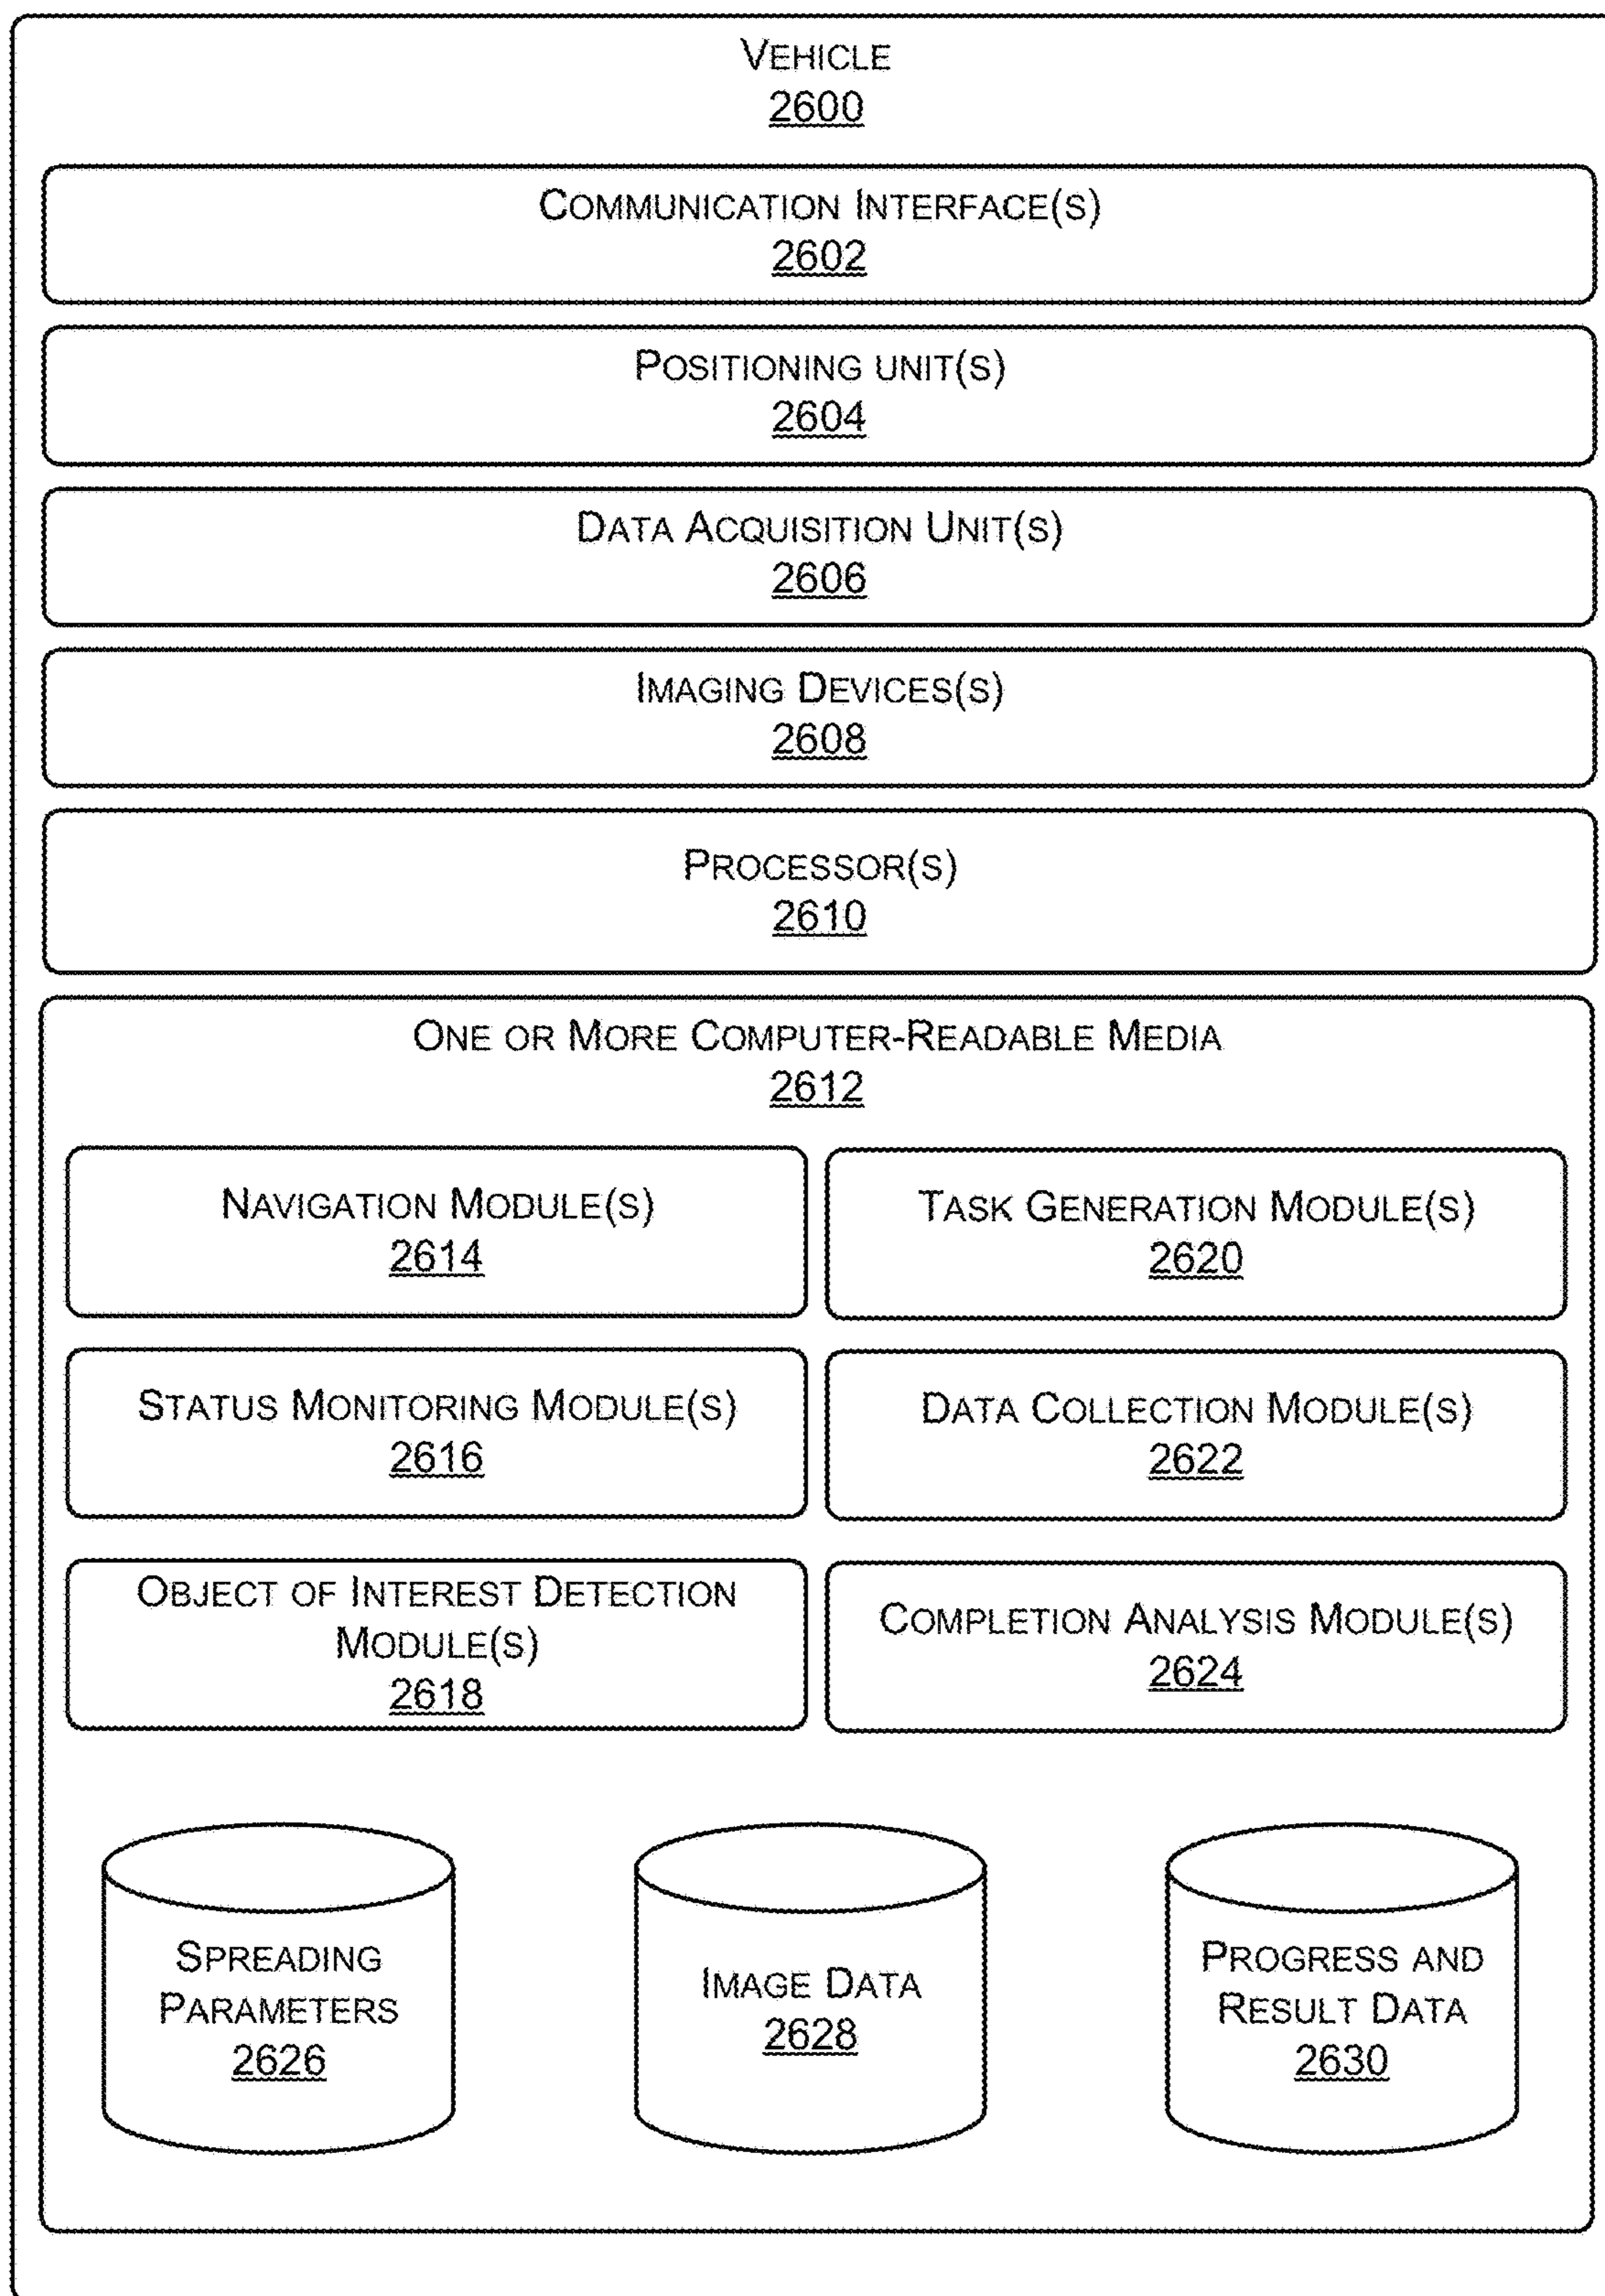 VEHICLE
2600
COMMUNICATION INTERFACE(S)
2602
POSITIONING UNIT(S)
2604
DATA ACQUISITION UNIT(S)
2606
IMAGING DEVICES(S)
2608
PROCESSOR(S)
2610
ONE OR MORE COMPUTER-READABLE MEDIA
2612
NAVIGATION MODULE(S)
2614
TASK GENERATION MODULE(S)
2620
STATUS MONITORING MODULE(S)
2616
DATA COLLECTION MODULE(S)
2622
OBJECT OF INTEREST DETECTION
MODULE(S)
2618
COMPLETION ANALYSIS MODULE(S)
2624
SPREADING
PARAMETERS
2626
IMAGE DATA
2628
PROGRESS AND
RESULT DATA
2630